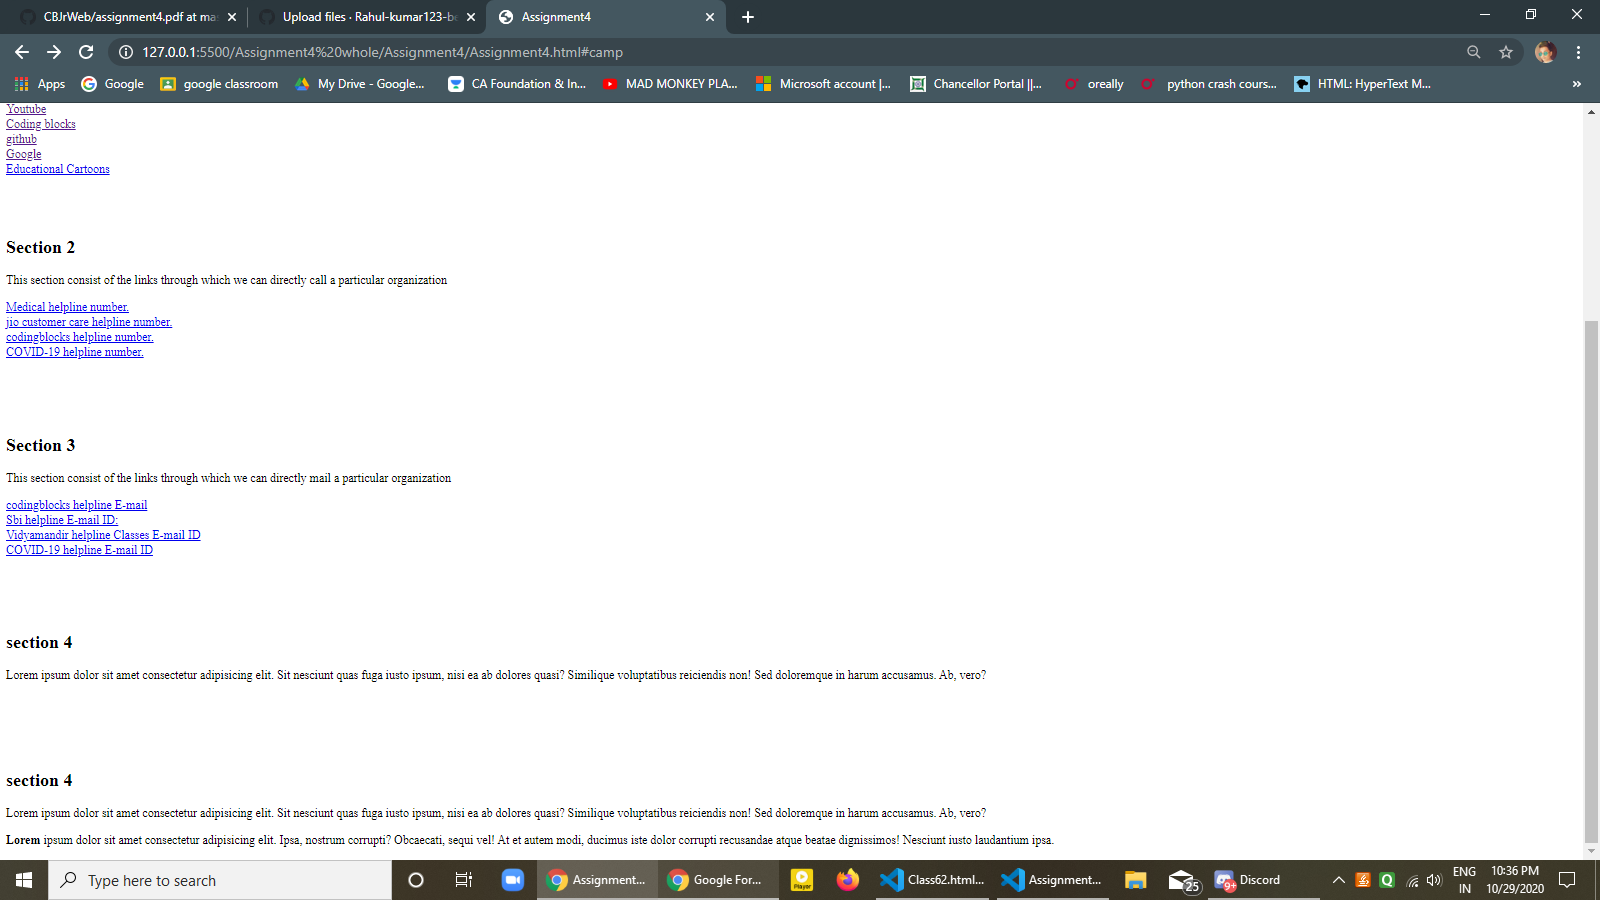 CBJrWeb/assignment4.pdf at mas
Upload files · Rahul-kumar123-be
Assignment4
127.0.0.1:5500/Assignment4%20whole/Assignment4/Assignment4.html#camp
Apps
Google
google classroom
My Drive - Google...
CA Foundation & In...
MAD MONKEY PLA...
Microsoft account |...
Chancellor Portal ||...
oreally
python crash cours...
HTML: HyperText M...
»
Youtube
Coding blocks
github
Google
Educational Cartoons
Section 2
This section consist of the links through which we can directly call a particular organization
Medical helpline number.
jio customer care helpline number.
codingblocks helpline number.
COVID-19 helpline number.
Section 3
This section consist of the links through which we can directly mail a particular organization
codingblocks helpline E-mail
Sbi helpline E-mail ID:
Vidyamandir helpline Classes E-mail ID
COVID-19 helpline E-mail ID
section 4
Lorem ipsum dolor sit amet consectetur adipisicing elit. Sit nesciunt quas fuga iusto ipsum, nisi ea ab dolores quasi? Similique voluptatibus reiciendis non! Sed doloremque in harum accusamus. Ab, vero?
section 4
Lorem ipsum dolor sit amet consectetur adipisicing elit. Sit nesciunt quas fuga iusto ipsum, nisi ea ab dolores quasi? Similique voluptatibus reiciendis non! Sed doloremque in harum accusamus. Ab, vero?
Lorem ipsum dolor sit amet consectetur adipisicing elit. Ipsa, nostrum corrupti? Obcaecati, sequi vel! At et autem modi, ducimus iste dolor corrupti recusandae atque beatae dignissimos! Nesciunt iusto laudantium ipsa.
Type here to search
Assignment...
Google For...
Player
Class62.html...
Assignment...
25
9+
Discord
ENG
IN
10:36 PM
10/29/2020